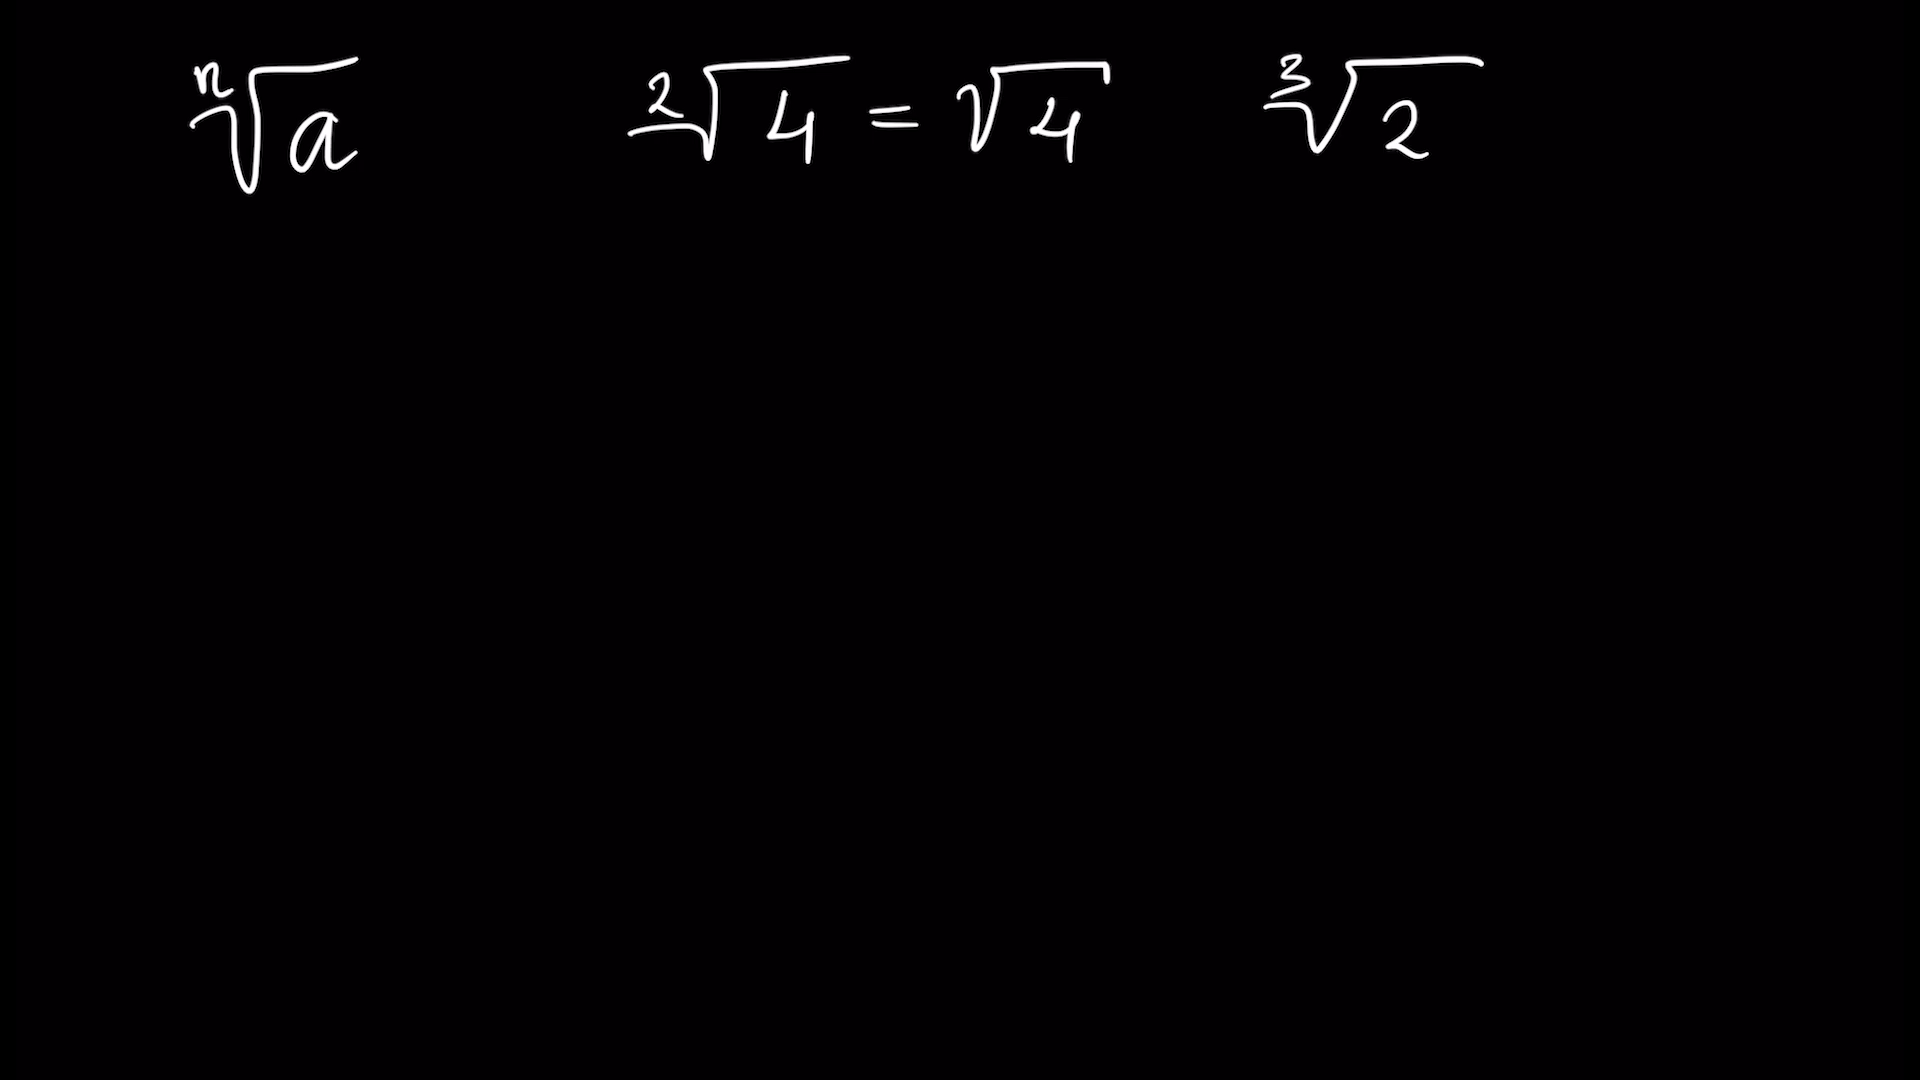 ⁿ√a ²√4 = √4 ³√2